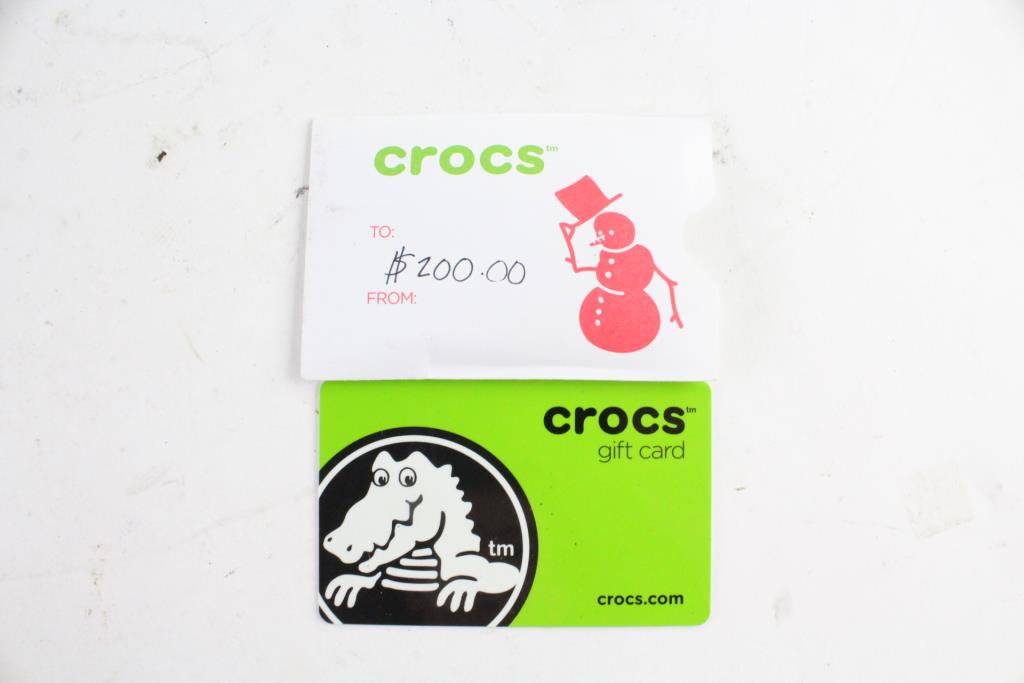 crocs™
TO:
$200.00
FROM:
crocs™
gift card
tm
crocs.com